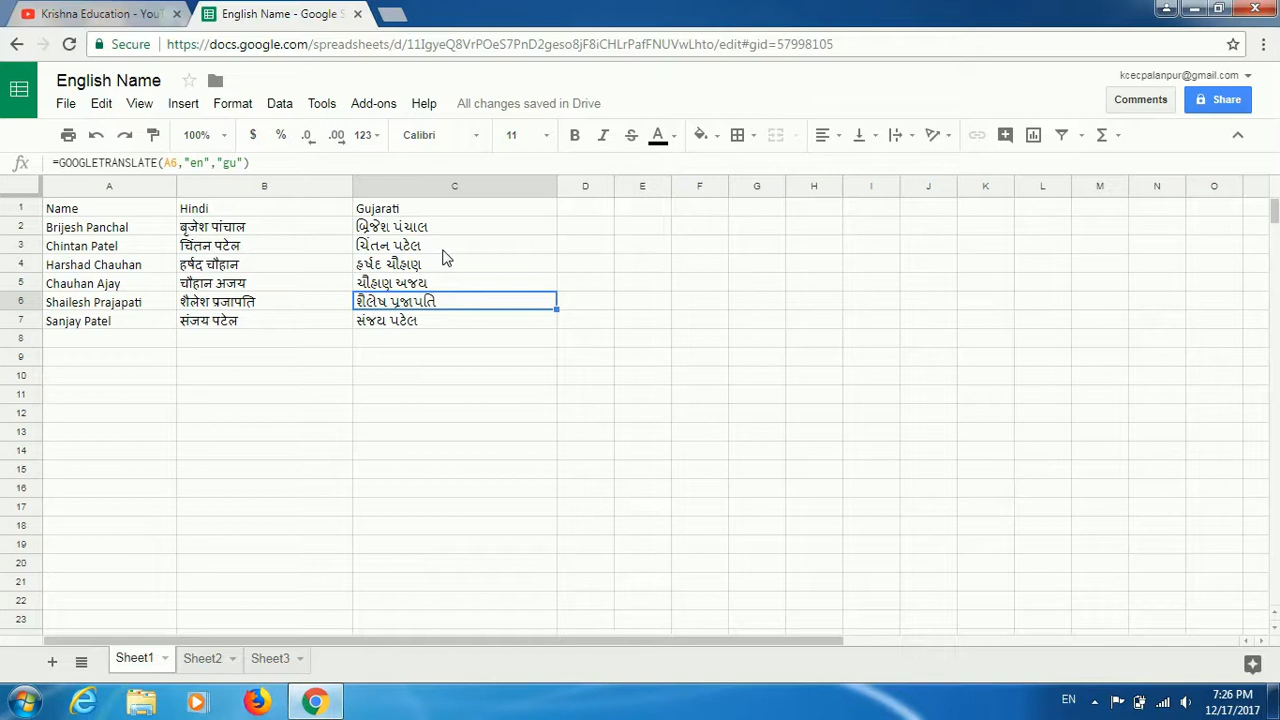 Krishna Education - YouT
English Name - Google S
Secure https://docs.google.com/spreadsheets/d/11IgyeQ8VrPOeS7PnD2geso8jF8iCHLrPafFNUVwLhto/edit#gid=57998105
English Name
kcecpalanpur@gmail.com
File Edit View Insert Format Data Tools Add-ons Help All changes saved in Drive
Comments Share
100% $ % .0 .00 123 Calibri 11 B I S A Σ
fx =GOOGLETRANSLATE(A6,"en","gu")
A B C D E F G H I J K L M N O
1 Name Hindi Gujarati
2 Brijesh Panchal बृजेश पांचाल બ્રિજેશ પંચાલ
3 Chintan Patel चिंतन पटेल ચિંતન પટેલ
4 Harshad Chauhan हर्षद चौहान હર્ષદ ચૌહાણ
5 Chauhan Ajay चौहान अजय ચૌહાણ અજય
6 Shailesh Prajapati शैलेश प्रजापति શૈલેષ પ્રજાપતિ
7 Sanjay Patel संजय पटेल સંજય પટેલ
8
9
10
11
12
13
14
15
16
17
18
19
20
21
22
23
Sheet1 Sheet2 Sheet3
EN
7:26 PM
12/17/2017